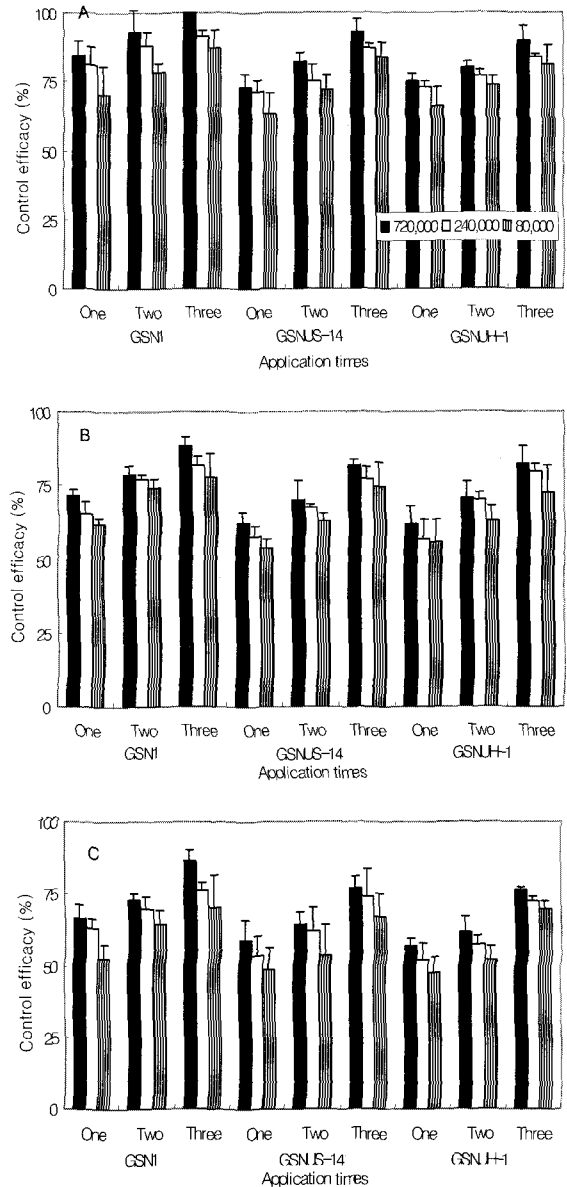 A
100
75
50
25
0
Control efficacy (%)
720,000 240,000 80,000
One Two Three One Two Three One Two Three
GSN1 GSNUS-14 GSNUH-1
Application times
B
100
75
50
25
0
Control efficacy (%)
One Two Three One Two Three One Two Three
GSN1 GSNUS-14 GSNUH-1
Application times
C
100
75
50
25
0
Control efficacy (%)
One Two Three One Two Three One Two Three
GSN1 GSNUS-14 GSNUH-1
Application times